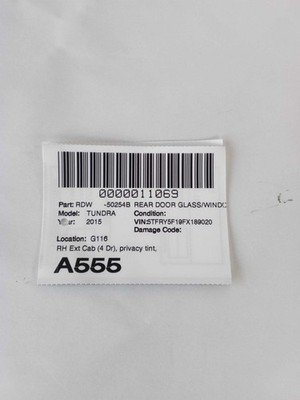 0000011069
Part: RDW -50254B REAR DOOR GLASS/WINDO
Model: TUNDRA Condition:
Year: 2015 VIN:5TFRY5F19FX189020
Damage Code:
Location: G116
RH Ext Cab (4 Dr), privacy tint,
A555